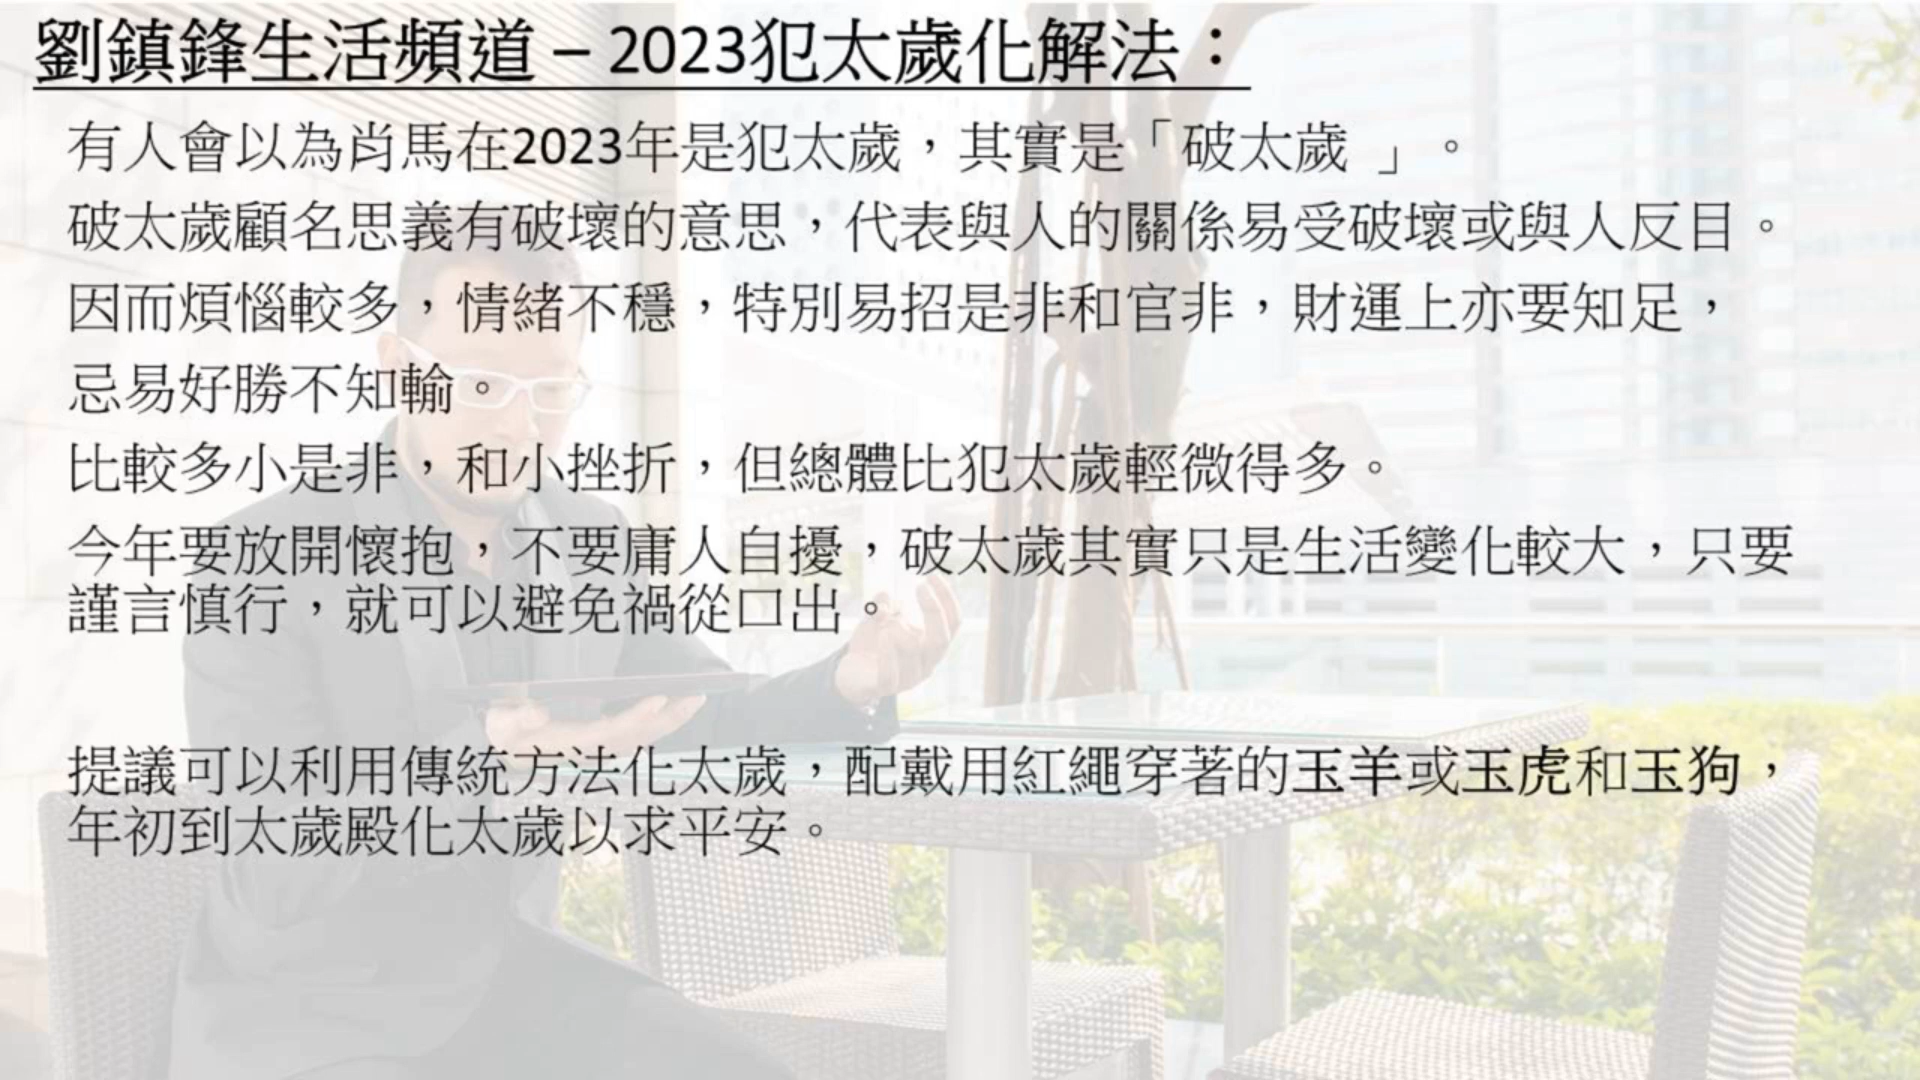 劉鎮鋒生活頻道 – 2023犯太歲化解法：
有人會以為肖馬在2023年是犯太歲，其實是「破太歲 」。
破太歲顧名思義有破壞的意思，代表與人的關係易受破壞或與人反目。
因而煩惱較多，情緒不穩，特別易招是非和官非，財運上亦要知足，
忌易好勝不知輸。
比較多小是非，和小挫折，但總體比犯太歲輕微得多。
今年要放開懷抱，不要庸人自擾，破太歲其實只是生活變化較大，只要
謹言慎行，就可以避免禍從口出。
提議可以利用傳統方法化太歲，配戴用紅繩穿著的玉羊或玉虎和玉狗，
年初到太歲殿化太歲以求平安。